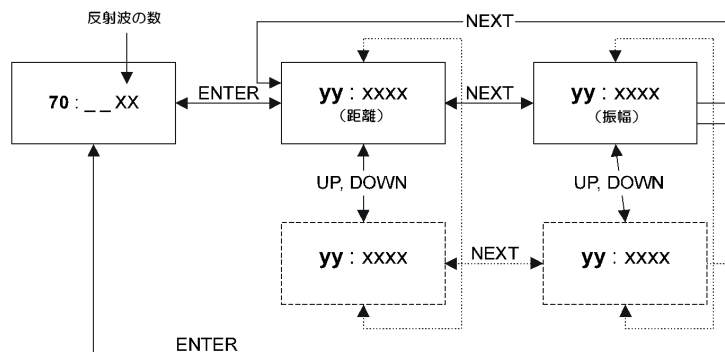 反射波の数
NEXT
70 : _ _ XX
ENTER
yy : xxxx
（距離）
NEXT
yy : xxxx
（振幅）
UP, DOWN
UP, DOWN
yy : xxxx
NEXT
yy : xxxx
ENTER